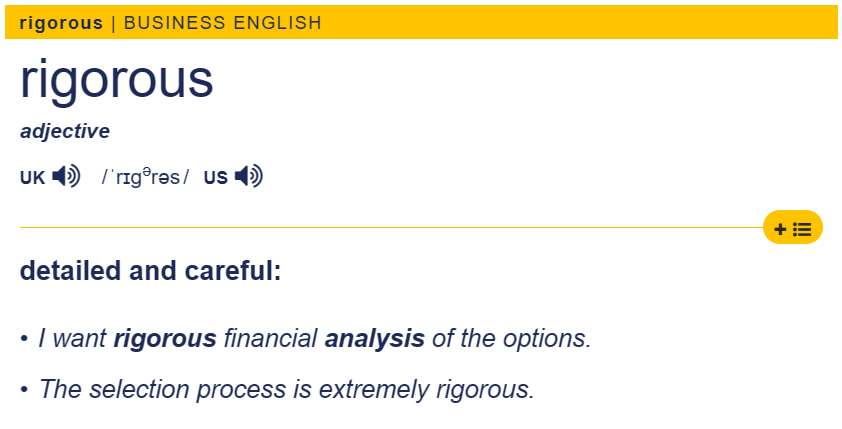 rigorous | BUSINESS ENGLISH
rigorous
adjective
UK /ˈrɪɡᵊrəs/ US
+
detailed and careful:
• I want rigorous financial analysis of the options.
• The selection process is extremely rigorous.